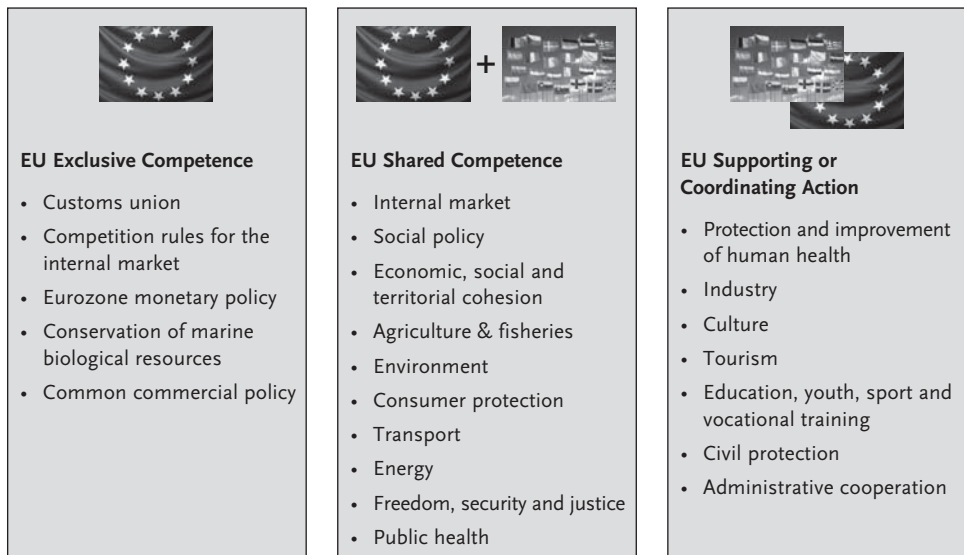 +
EU Exclusive Competence
• Customs union
• Competition rules for the
internal market
• Eurozone monetary policy
• Conservation of marine
biological resources
• Common commercial policy
EU Shared Competence
• Internal market
• Social policy
• Economic, social and
territorial cohesion
• Agriculture & fisheries
• Environment
• Consumer protection
• Transport
• Energy
• Freedom, security and justice
• Public health
EU Supporting or
Coordinating Action
• Protection and improvement
of human health
• Industry
• Culture
• Tourism
• Education, youth, sport and
vocational training
• Civil protection
• Administrative cooperation